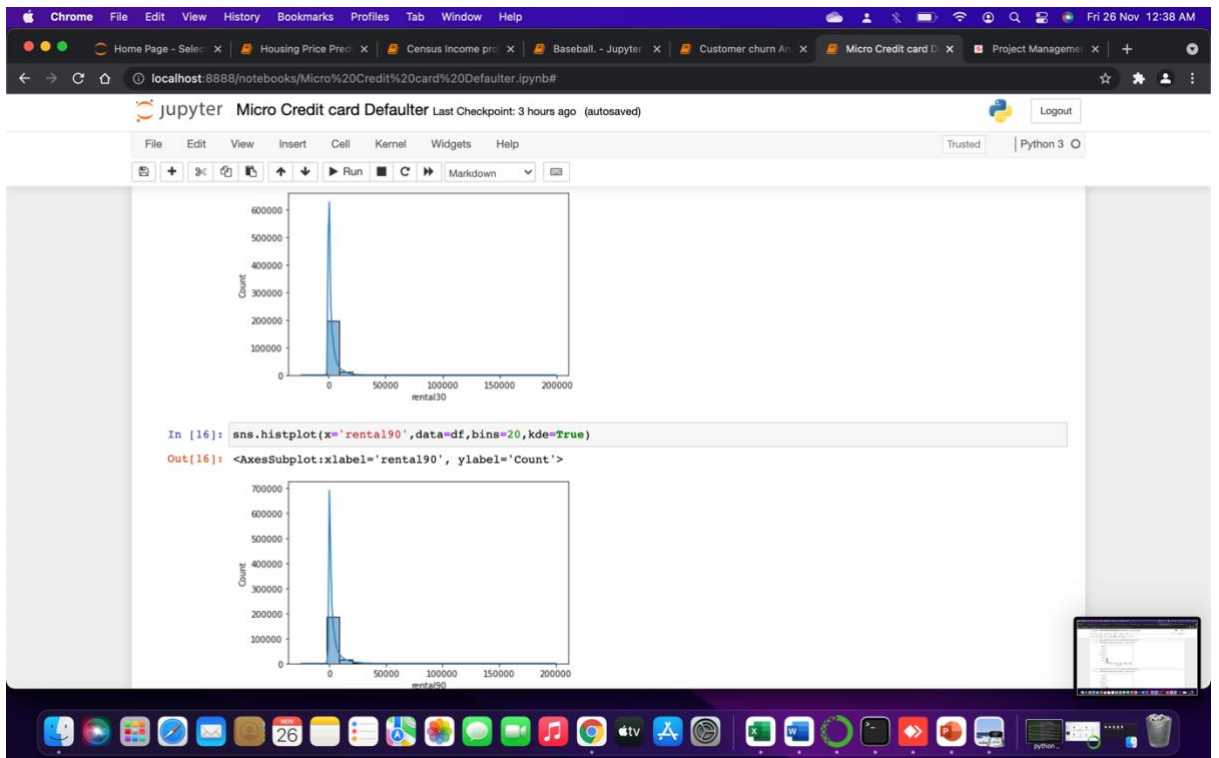 Chrome File Edit View History Bookmarks Profiles Tab Window Help Fri 26 Nov 12:38 AM
Home Page - Selec Housing Price Pred Census Income pro Baseball. - Jupyter Customer churn An Micro Credit card D Project Managemen
localhost:8888/notebooks/Micro%20Credit%20card%20Defaulter.ipynb#
jupyter Micro Credit card Defaulter Last Checkpoint: 3 hours ago (autosaved) Logout
File Edit View Insert Cell Kernel Widgets Help Trusted Python 3
Run Markdown
600000
500000
400000
300000
200000
100000
0
Count
0 50000 100000 150000 200000
rental30
In [16]: sns.histplot(x='rental90',data=df,bins=20,kde=True)
Out[16]: <AxesSubplot:xlabel='rental90', ylabel='Count'>
700000
600000
500000
400000
300000
200000
100000
0
Count
0 50000 100000 150000 200000
rental90
NOV
26
tv
python